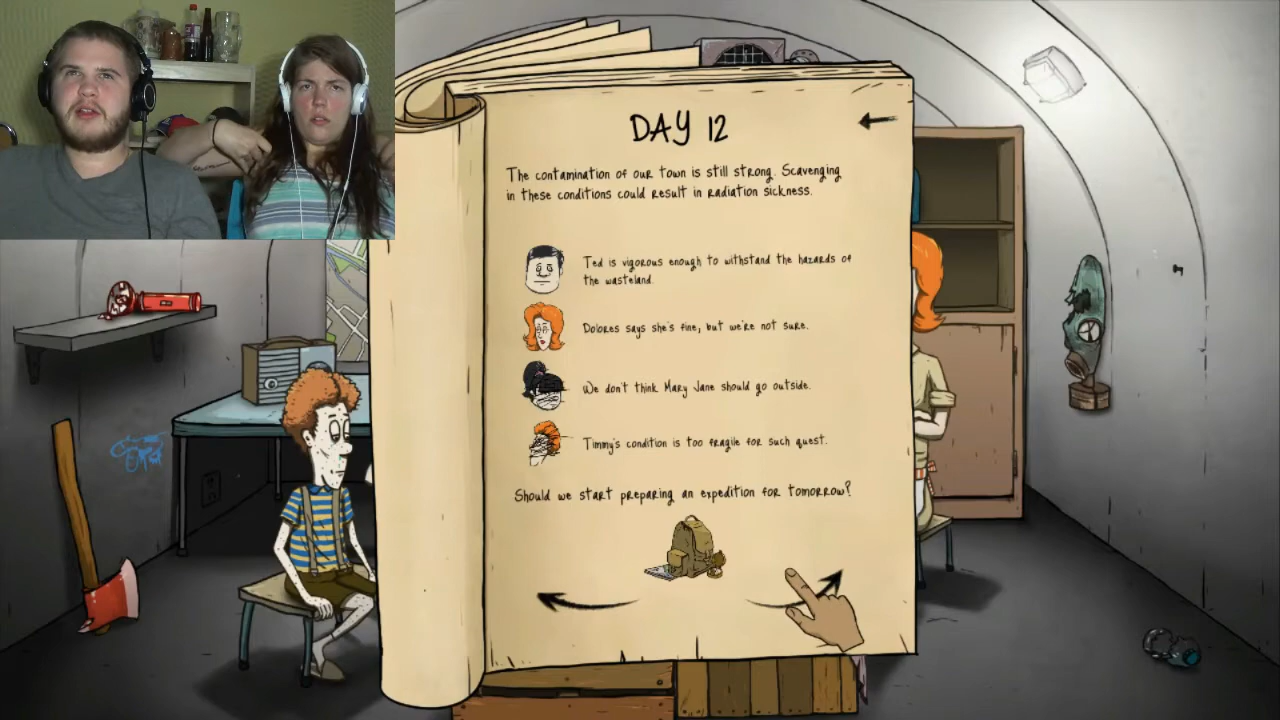 DAY 12
The contamination of our town is still strong. Scavenging
in these conditions could result in radiation sickness.
Ted is vigorous enough to withstand the hazards of
the wasteland.
Dolores says she's fine, but we're not sure.
We don't think Mary Jane should go outside.
Timmy's condition is too fragile for such quest.
Should we start preparing an expedition for tomorrow?